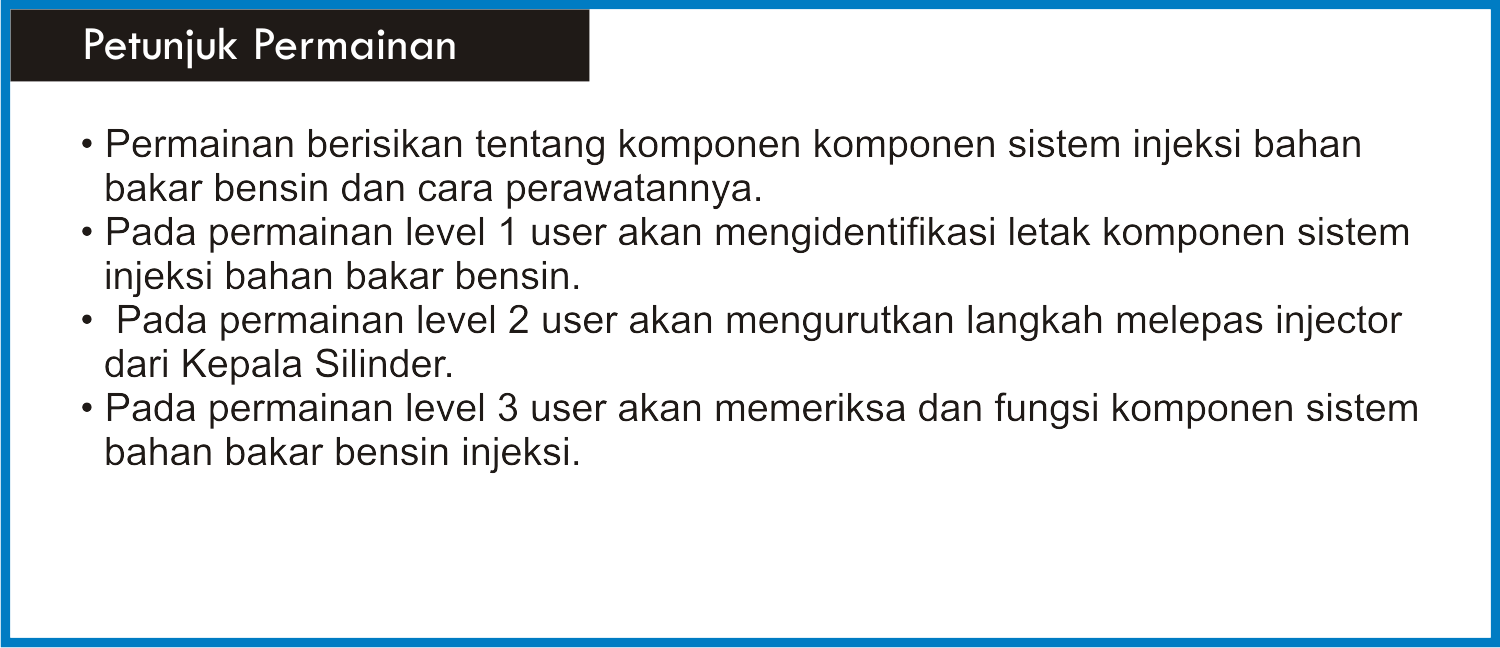 Petunjuk Permainan
• Permainan berisikan tentang komponen komponen sistem injeksi bahan
bakar bensin dan cara perawatannya.
• Pada permainan level 1 user akan mengidentifikasi letak komponen sistem
injeksi bahan bakar bensin.
• Pada permainan level 2 user akan mengurutkan langkah melepas injector
dari Kepala Silinder.
• Pada permainan level 3 user akan memeriksa dan fungsi komponen sistem
bahan bakar bensin injeksi.